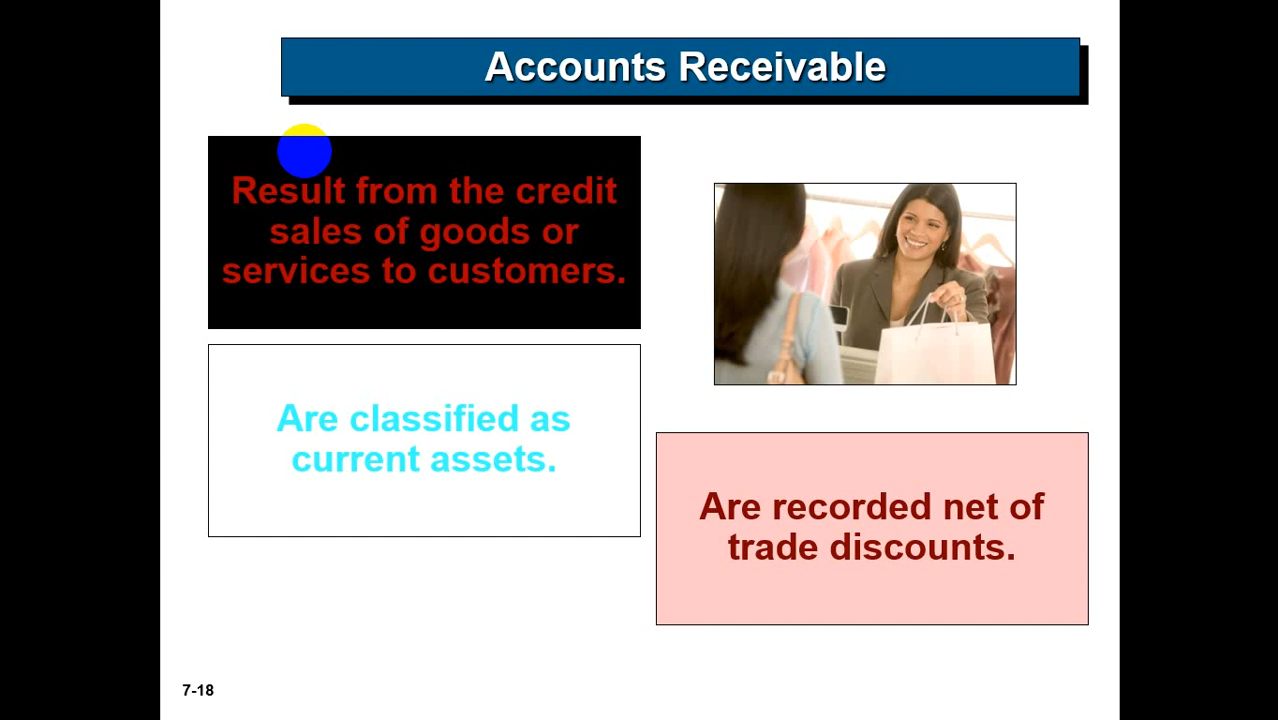 Accounts Receivable
Result from the credit
sales of goods or
services to customers.
Are classified as
current assets.
Are recorded net of
trade discounts.
7-18